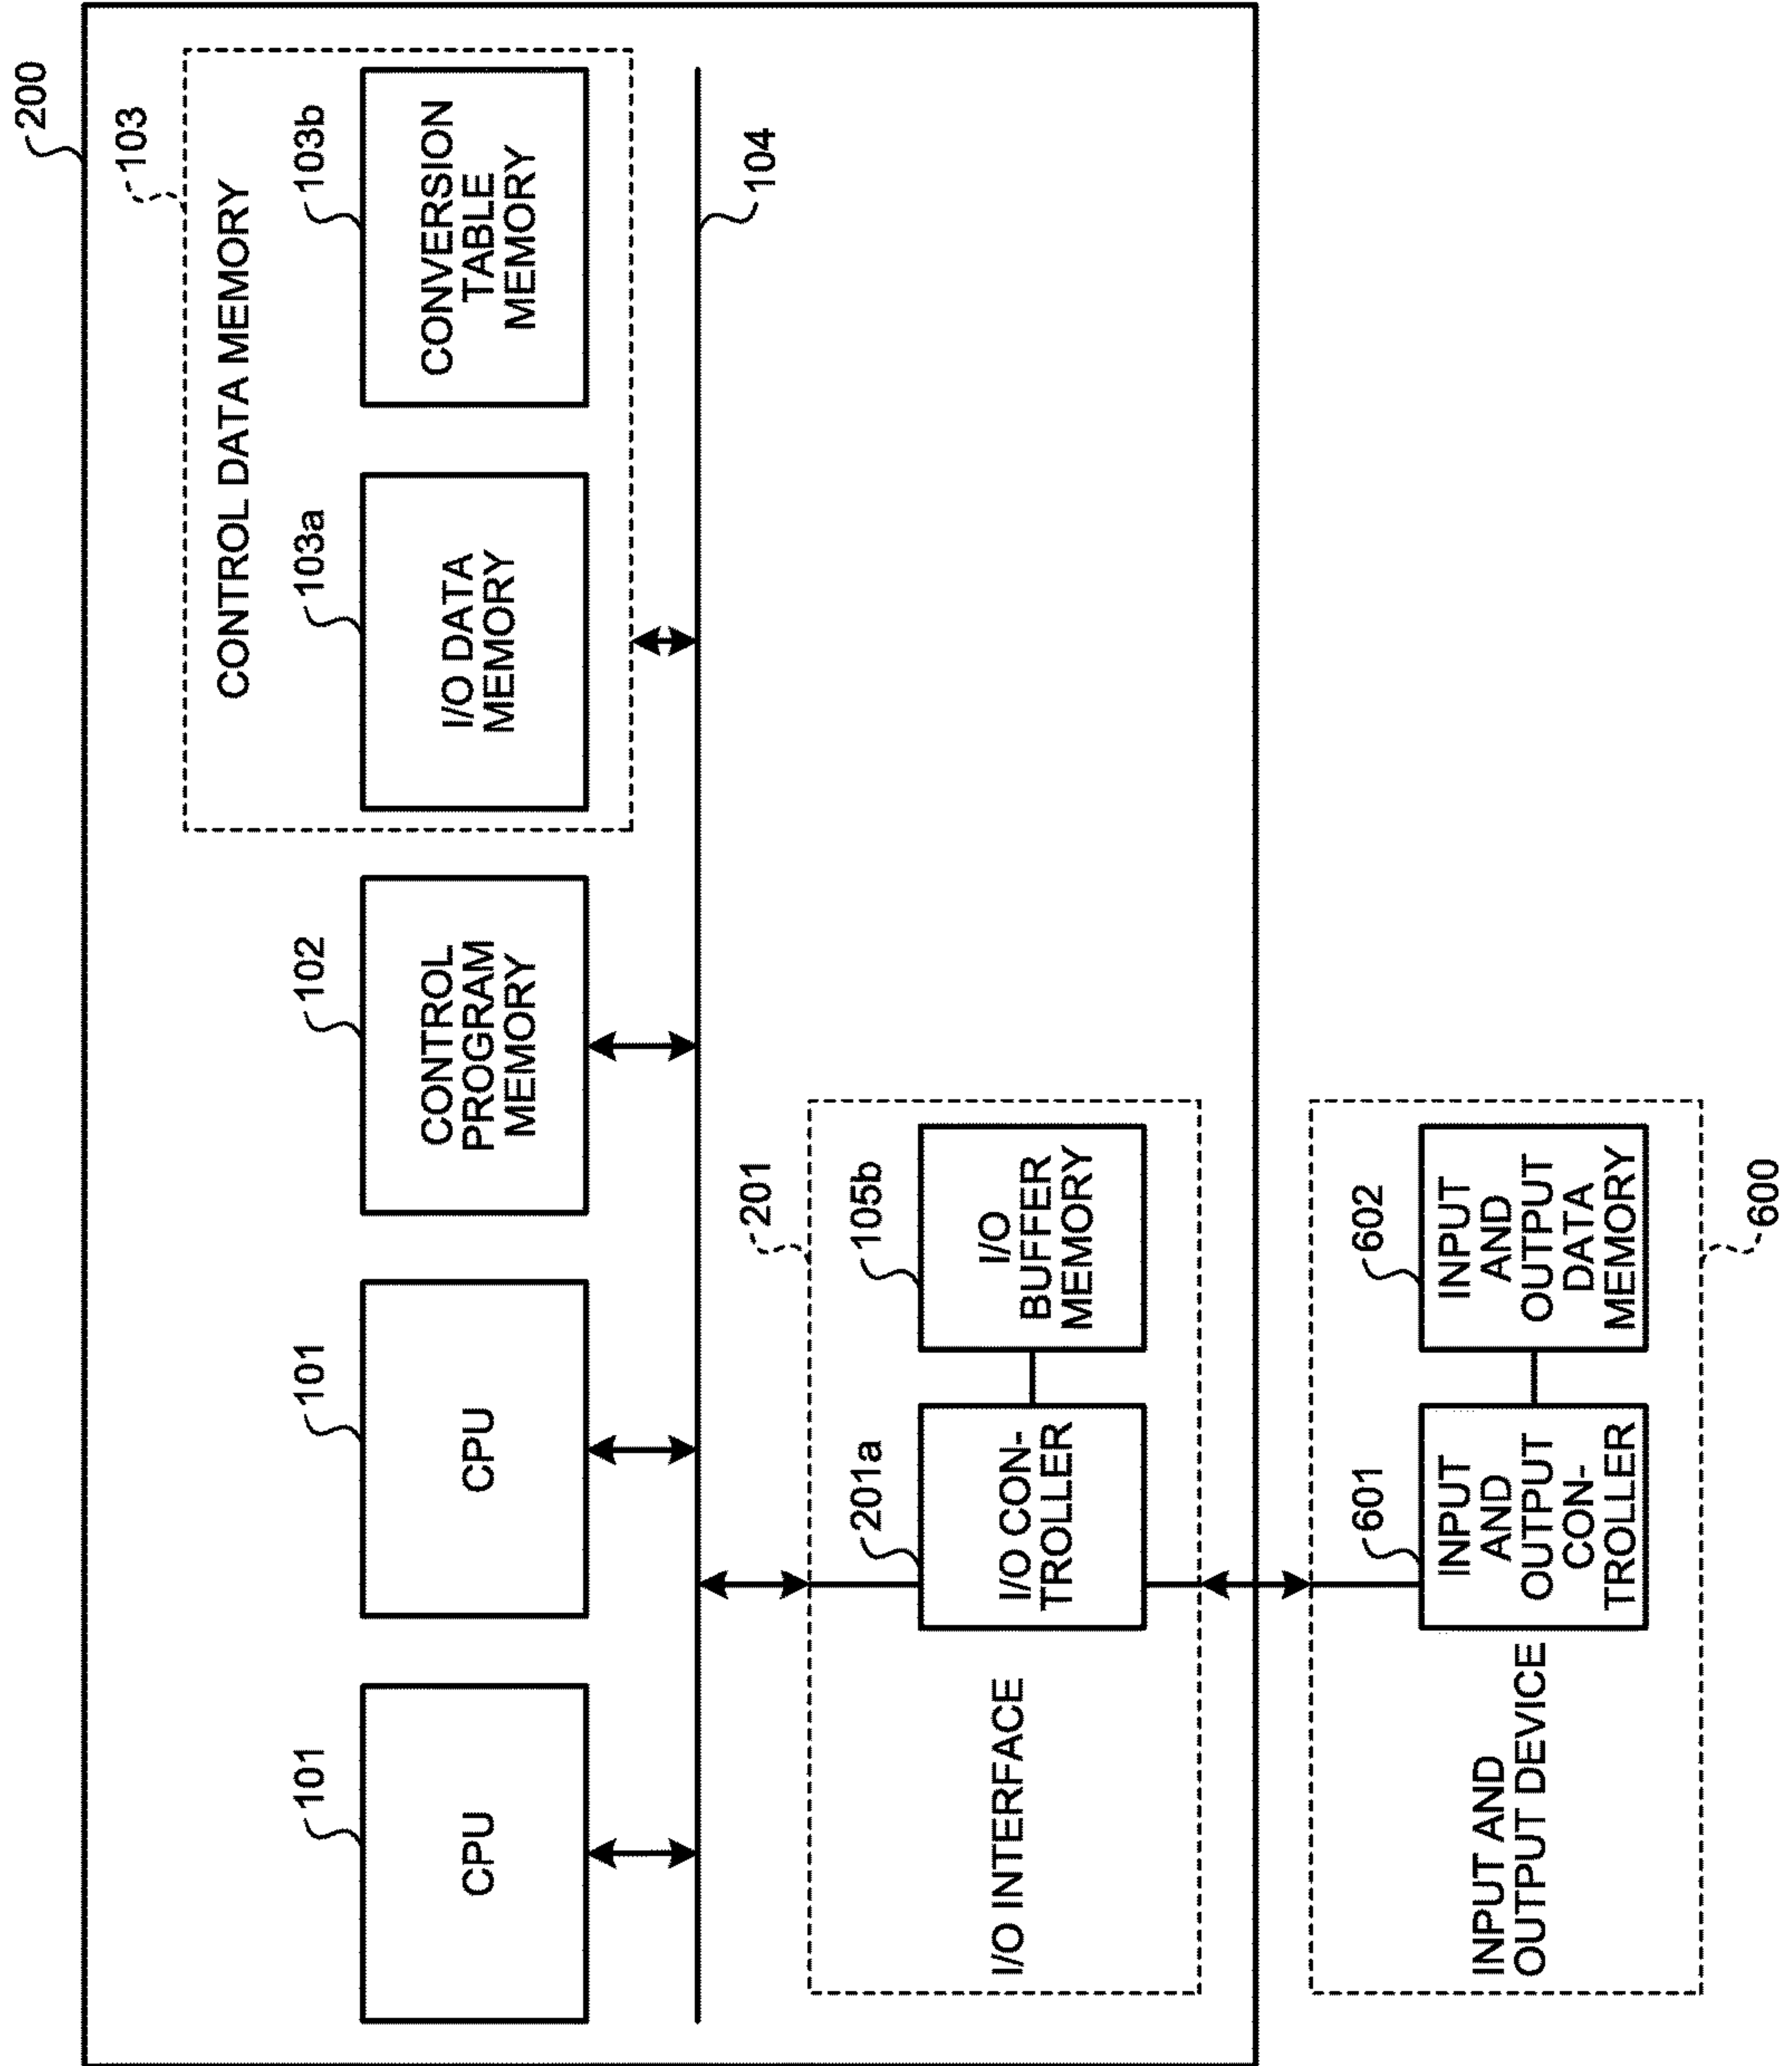 200
103
CONTROL DATA MEMORY
101
101
102
103a
103b
CPU
CPU
CONTROL
PROGRAM
MEMORY
I/O DATA
MEMORY
CONVERSION
TABLE
MEMORY
104
201
201a
105b
I/O INTERFACE
I/O CON-
TROLLER
I/O
BUFFER
MEMORY
601
602
INPUT AND
OUTPUT DEVICE
INPUT
AND
OUTPUT
CON-
TROLLER
INPUT
AND
OUTPUT
DATA
MEMORY
600